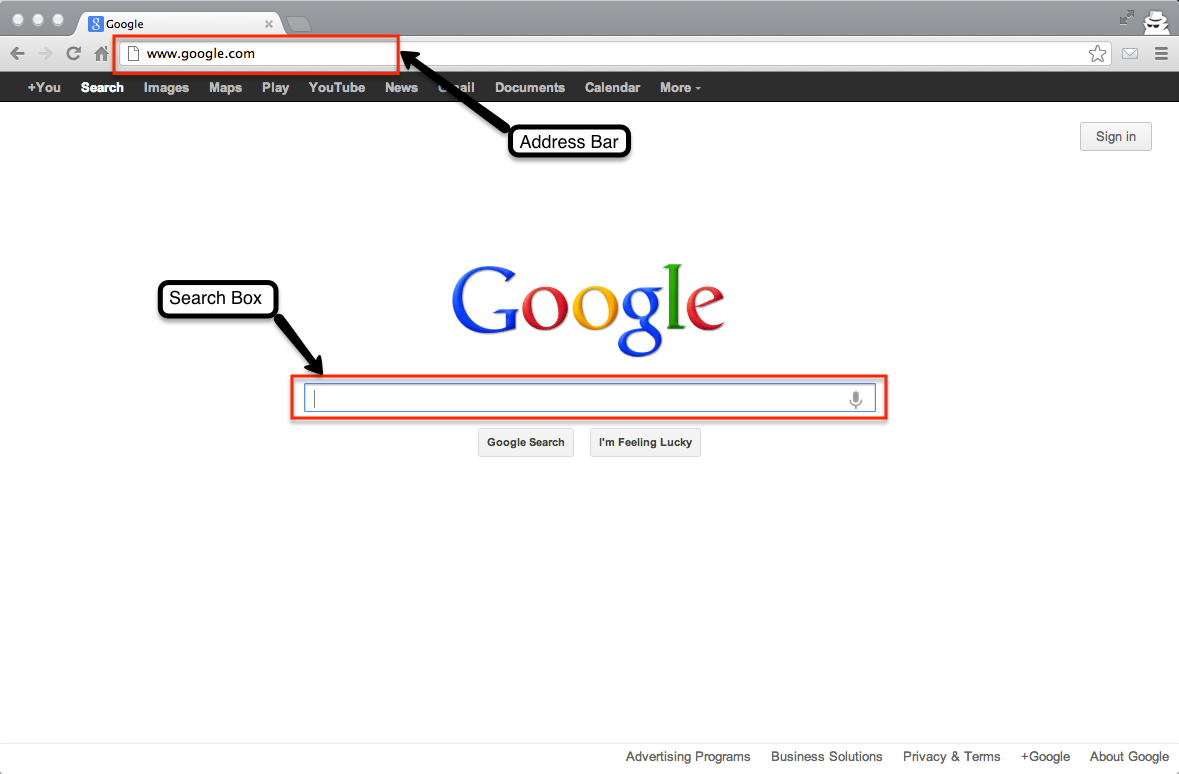 Google
www.google.com
+You Search Images Maps Play YouTube News Gmail Documents Calendar More
Address Bar
Sign in
Google
Search Box
Google Search I'm Feeling Lucky
Advertising Programs Business Solutions Privacy & Terms +Google About Google